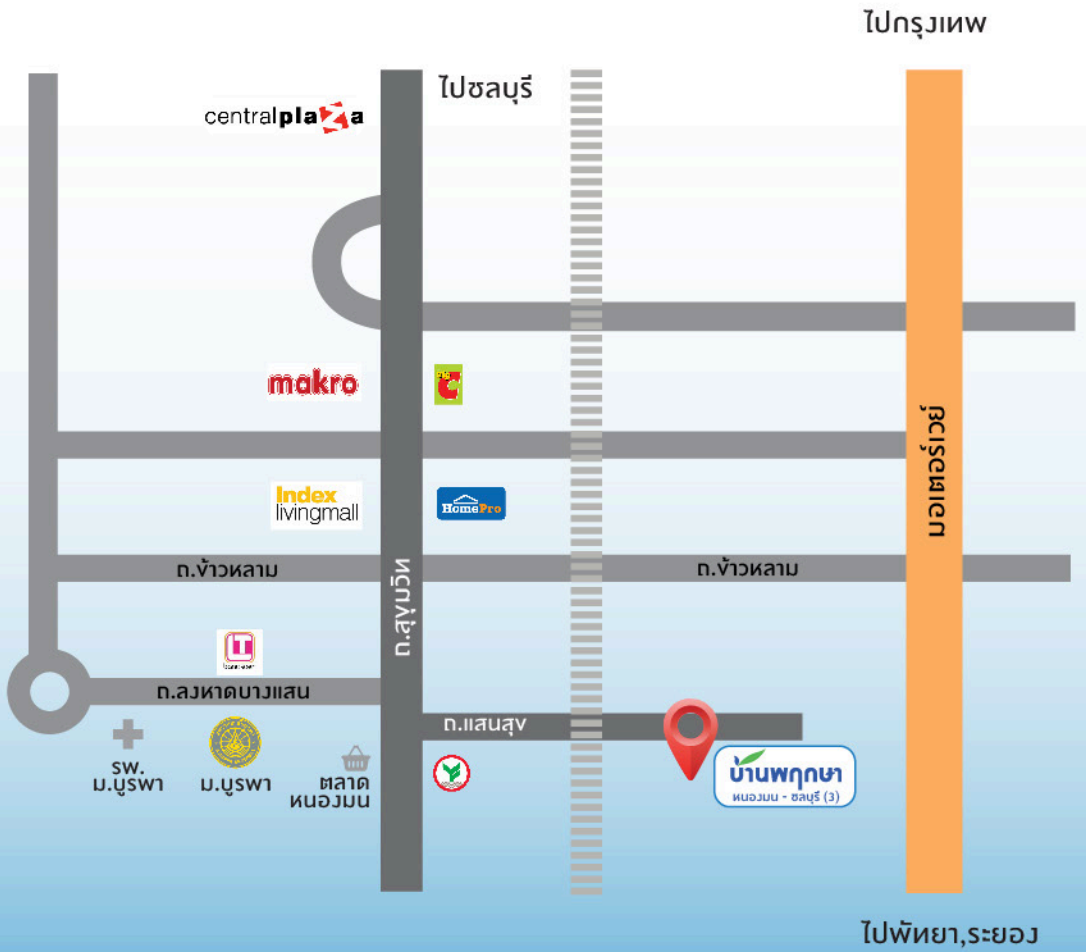 ไปกรุงเทพ
ไปชลบุรี
centralplaza
makro
บิ๊ก C
มอเตอร์เวย์
Index
livingmall
HomePro
ถ.ข้าวหลาม
ถ.ข้าวหลาม
ถ.สุขุมวิท
ถ.ลงหาดบางแสน
ถ.แสนสุข
รพ.
ม.บูรพา
ม.บูรพา
ตลาด
หนองมน
บ้านพฤกษา
หนองมน - ชลบุรี (3)
ไปพัทยา,ระยอง